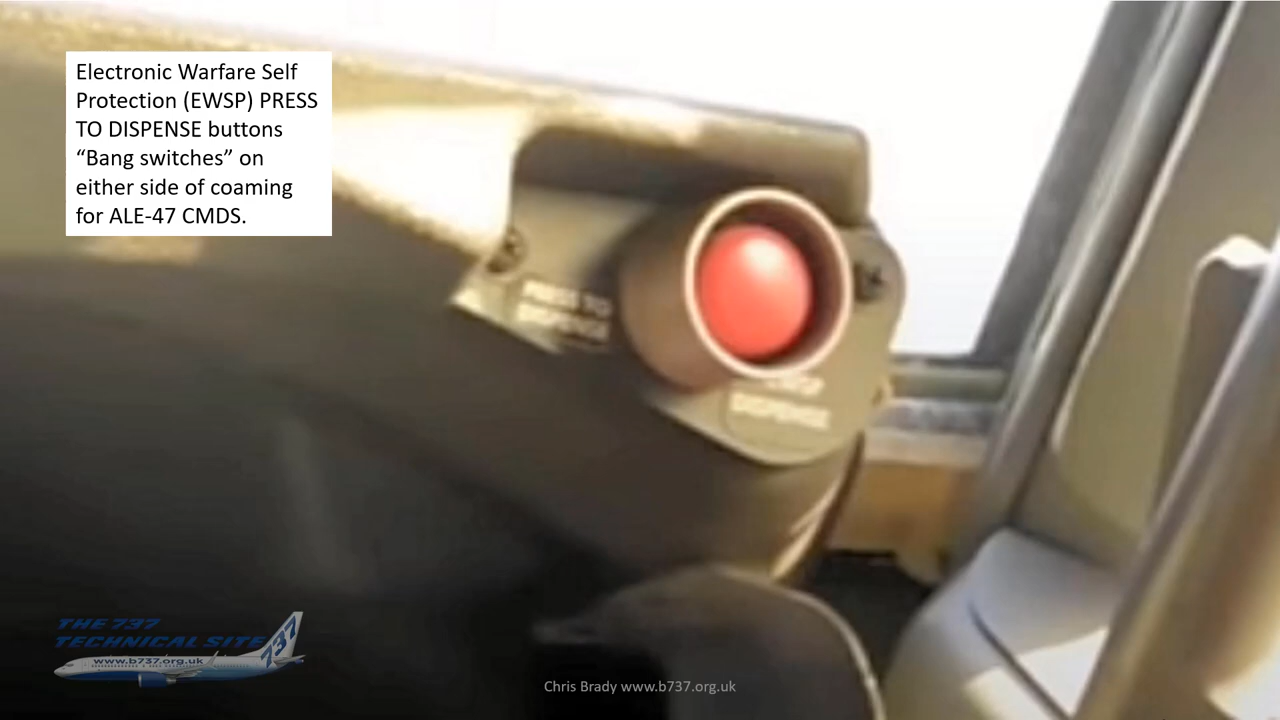 Electronic Warfare Self
Protection (EWSP) PRESS
TO DISPENSE buttons
“Bang switches” on
either side of coaming
for ALE-47 CMDS.
PRESS TO
DISPENSE
DISPENSE
THE 737
TECHNICAL SITE
737
www.b737.org.uk
Chris Brady www.b737.org.uk